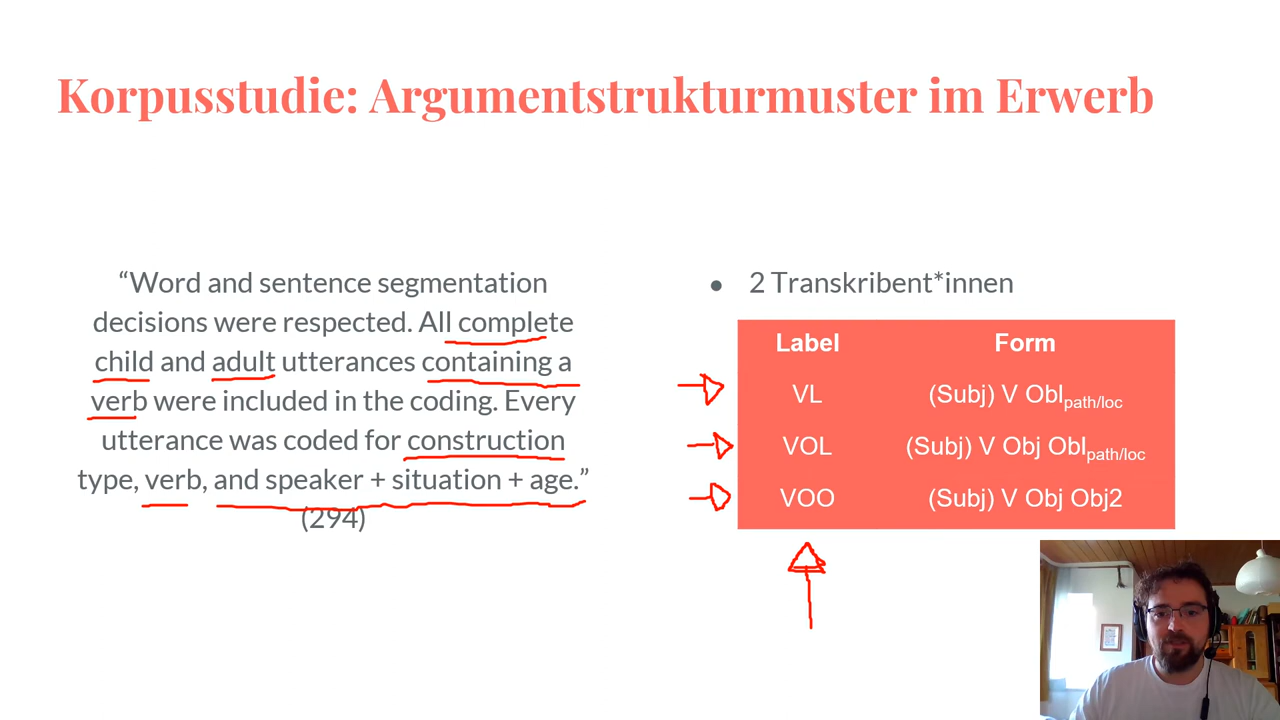 Korpusstudie: Argumentstrukturmuster im Erwerb
“Word and sentence segmentation
decisions were respected. All complete
child and adult utterances containing a
verb were included in the coding. Every
utterance was coded for construction
type, verb, and speaker + situation + age.”
(294)
● 2 Transkribent*innen
Label Form
VL (Subj) V Obl path/loc
VOL (Subj) V Obj Obl path/loc
VOO (Subj) V Obj Obj2